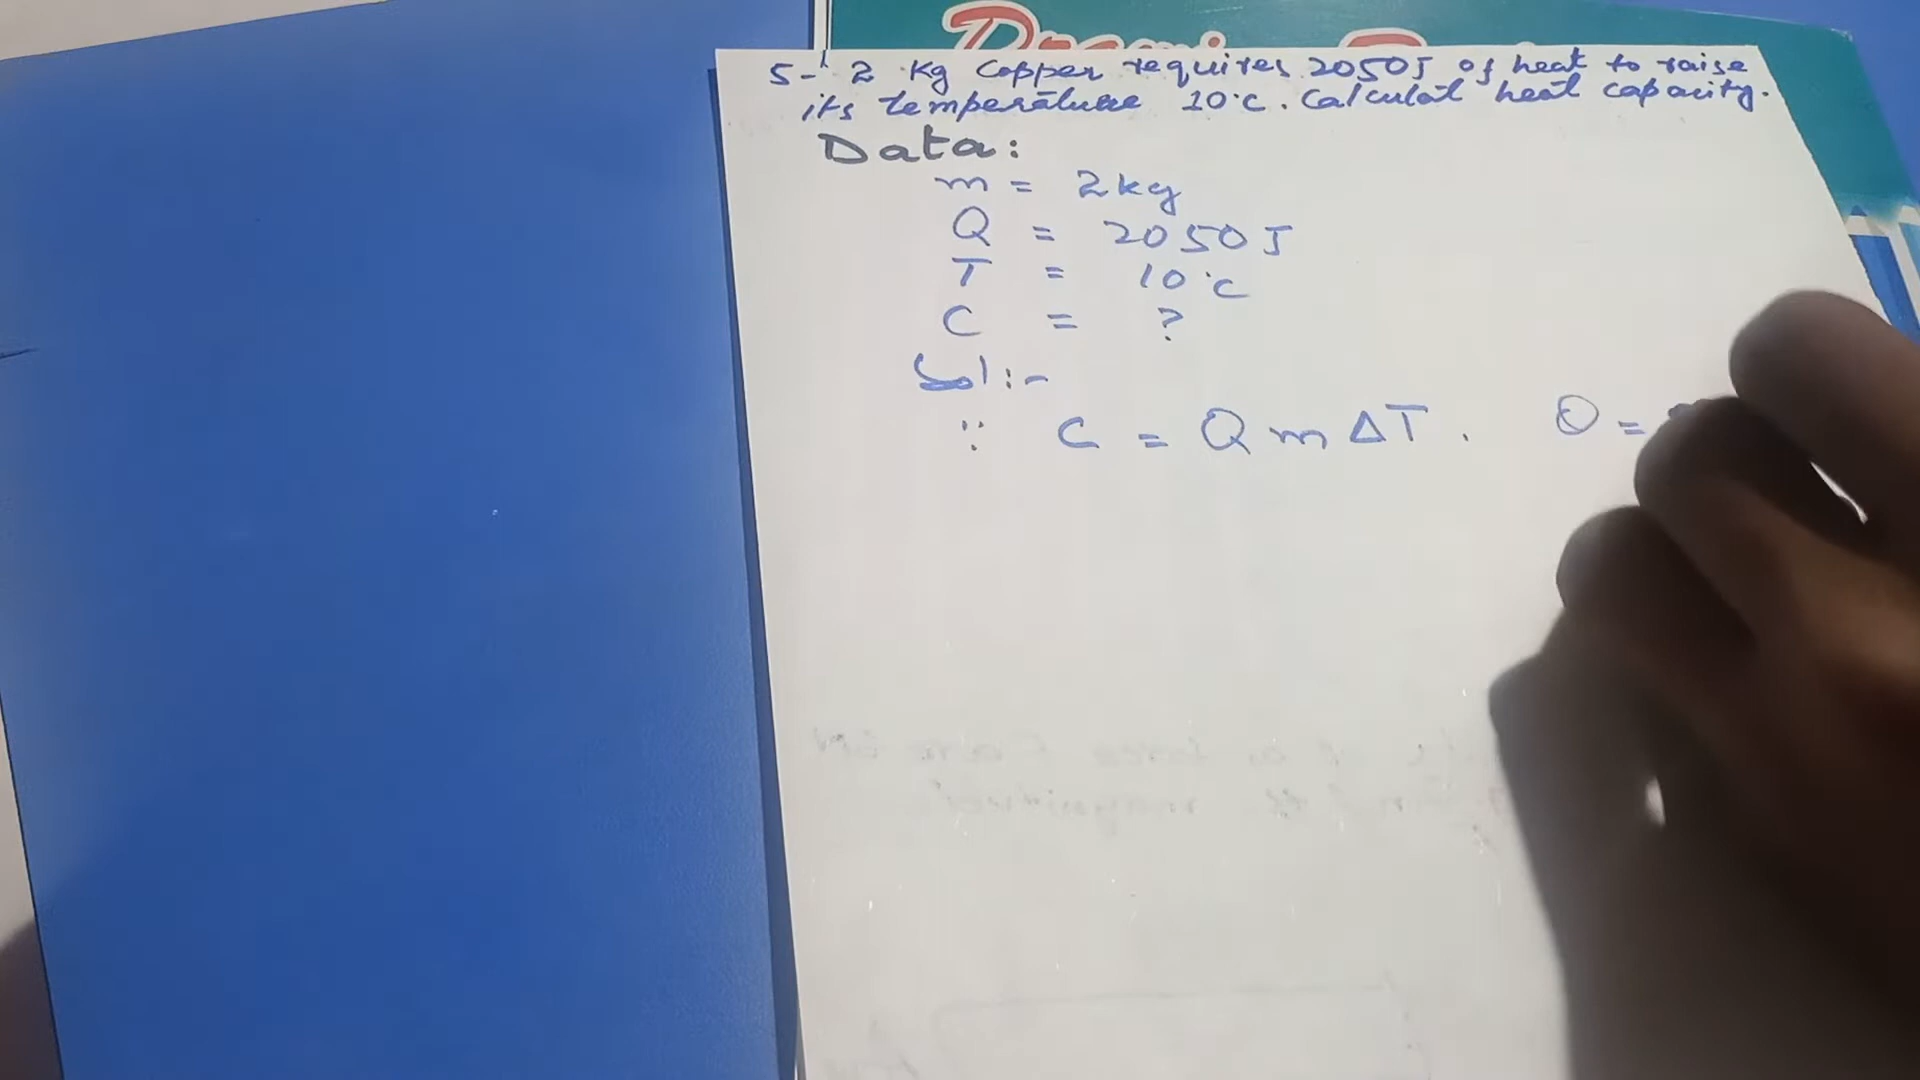 5-1 2 Kg Copper requires 2050J of heat to raise
its temperature 10°C. Calculat heat capacity.
Data:
m = 2kg
Q = 2050J
T = 10°C
C = ?
Sol:-
∵ C = Q m ΔT. Q =